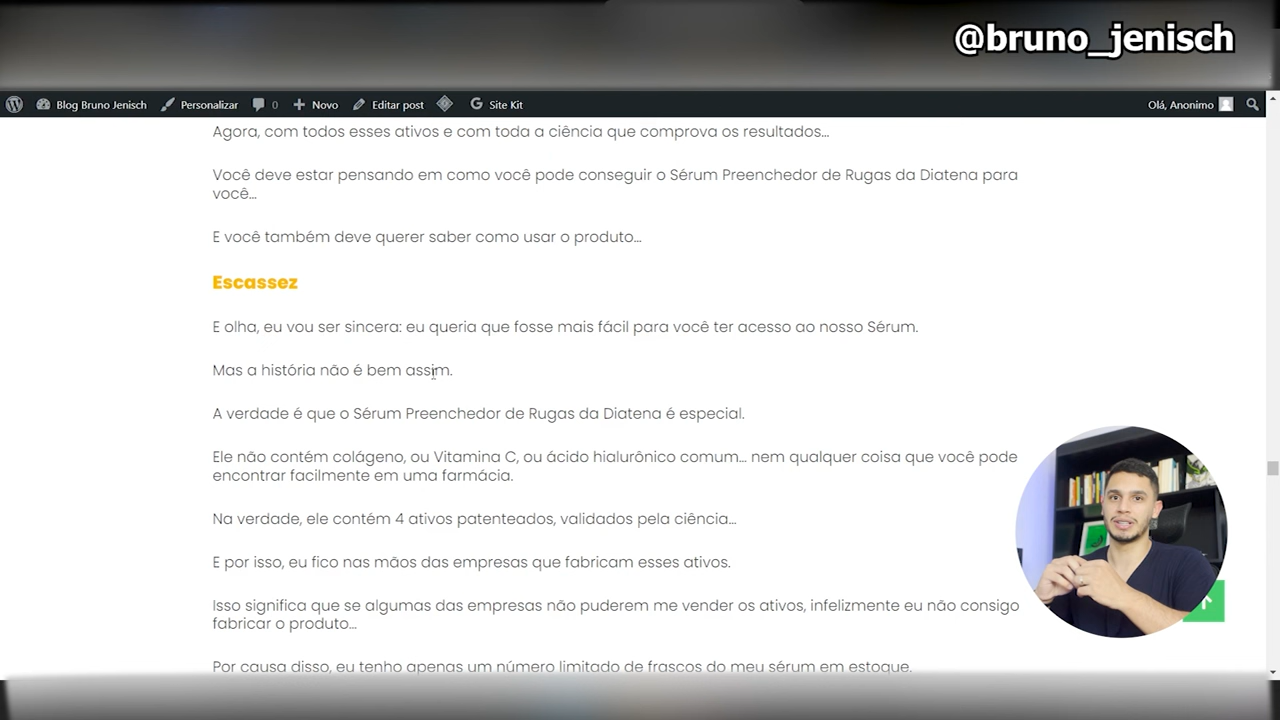 @bruno_jenisch
Blog Bruno Jenisch Personalizar 0 Novo Editar post Site Kit Olá, Anonimo
Agora, com todos esses ativos e com toda a ciência que comprova os resultados...
Você deve estar pensando em como você pode conseguir o Sérum Preenchedor de Rugas da Diatena para
você...
E você também deve querer saber como usar o produto...
Escassez
E olha, eu vou ser sincera: eu queria que fosse mais fácil para você ter acesso ao nosso Sérum.
Mas a história não é bem assim.
A verdade é que o Sérum Preenchedor de Rugas da Diatena é especial.
Ele não contém colágeno, ou Vitamina C, ou ácido hialurônico comum... nem qualquer coisa que você pode
encontrar facilmente em uma farmácia.
Na verdade, ele contém 4 ativos patenteados, validados pela ciência...
E por isso, eu fico nas mãos das empresas que fabricam esses ativos.
Isso significa que se algumas das empresas não puderem me vender os ativos, infelizmente eu não consigo
fabricar o produto...
Por causa disso, eu tenho apenas um número limitado de frascos do meu sérum em estoque.